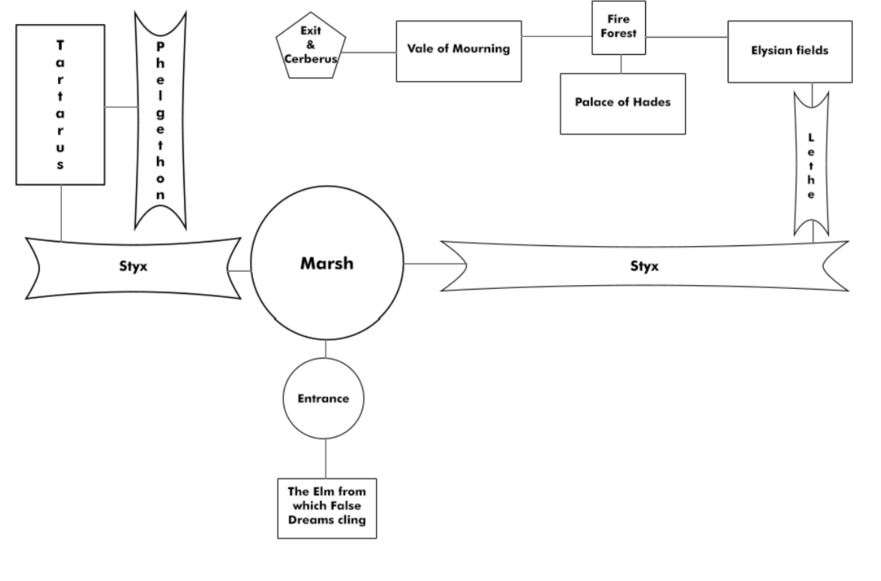 Tartarus
Phelgethon
Exit
&
Cerberus
Vale of Mourning
Fire
Forest
Elysian fields
Palace of Hades
Lethe
Styx
Marsh
Styx
Entrance
The Elm from
which False
Dreams cling